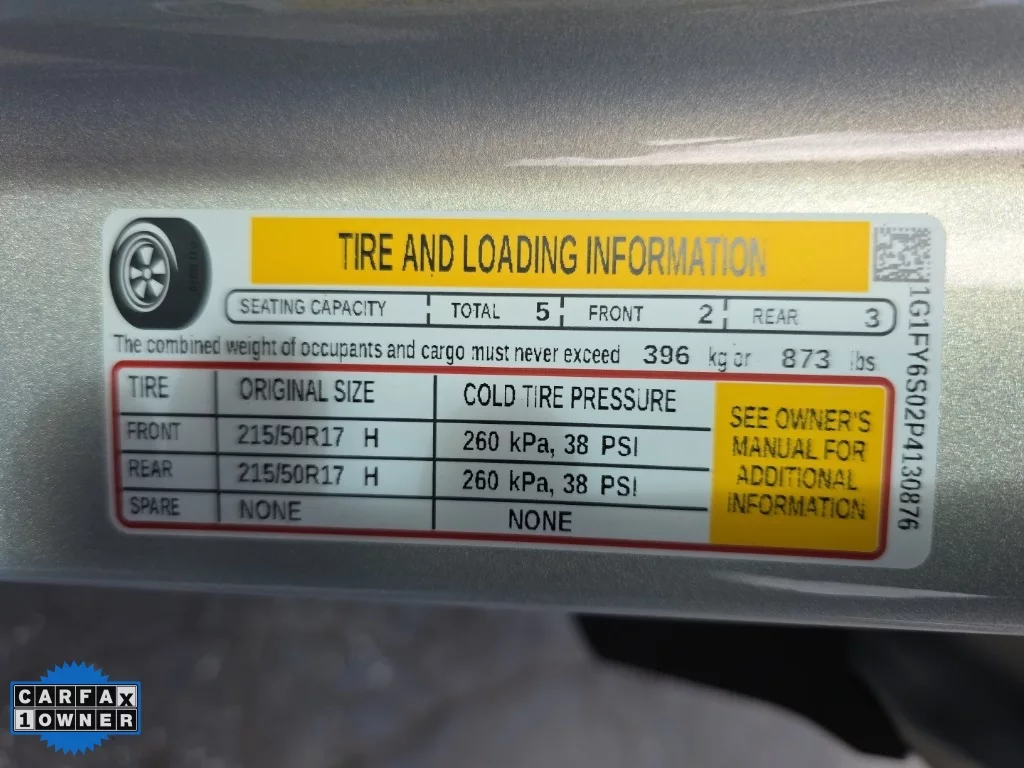 TIRE AND LOADING INFORMATION
SEATING CAPACITY TOTAL 5 FRONT 2 REAR 3
The combined weight of occupants and cargo must never exceed 396 kg or 873 lbs
TIRE ORIGINAL SIZE COLD TIRE PRESSURE
FRONT 215/50R17 H 260 kPa, 38 PSI
REAR 215/50R17 H 260 kPa, 38 PSI
SPARE NONE NONE
SEE OWNER'S
MANUAL FOR
ADDITIONAL
INFORMATION
1G1FY6S02P4130876
CARFAX
1 OWNER